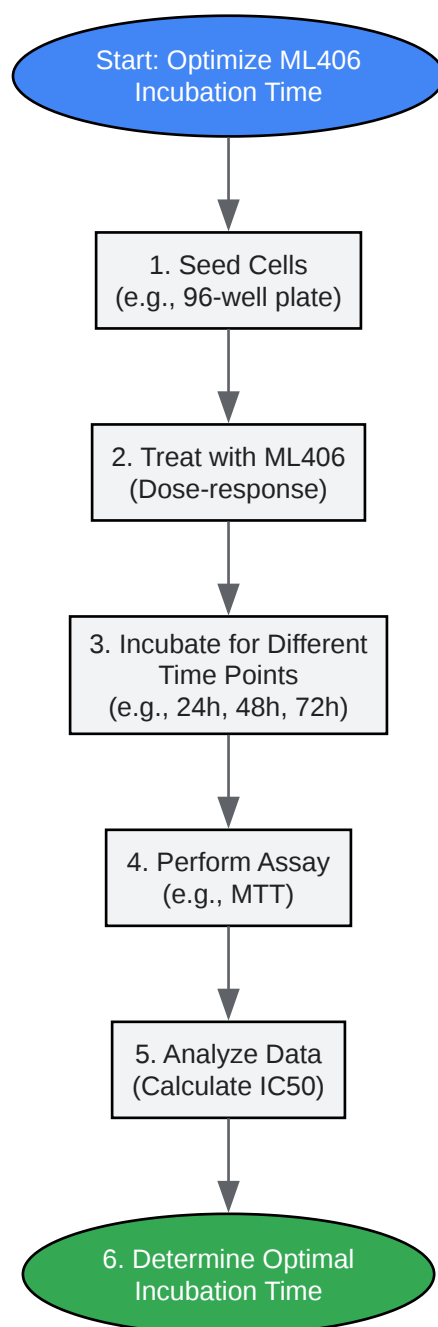 Start: Optimize ML406
Incubation Time
1. Seed Cells
(e.g., 96-well plate)
2. Treat with ML406
(Dose-response)
3. Incubate for Different
Time Points
(e.g., 24h, 48h, 72h)
4. Perform Assay
(e.g., MTT)
5. Analyze Data
(Calculate IC50)
6. Determine Optimal
Incubation Time